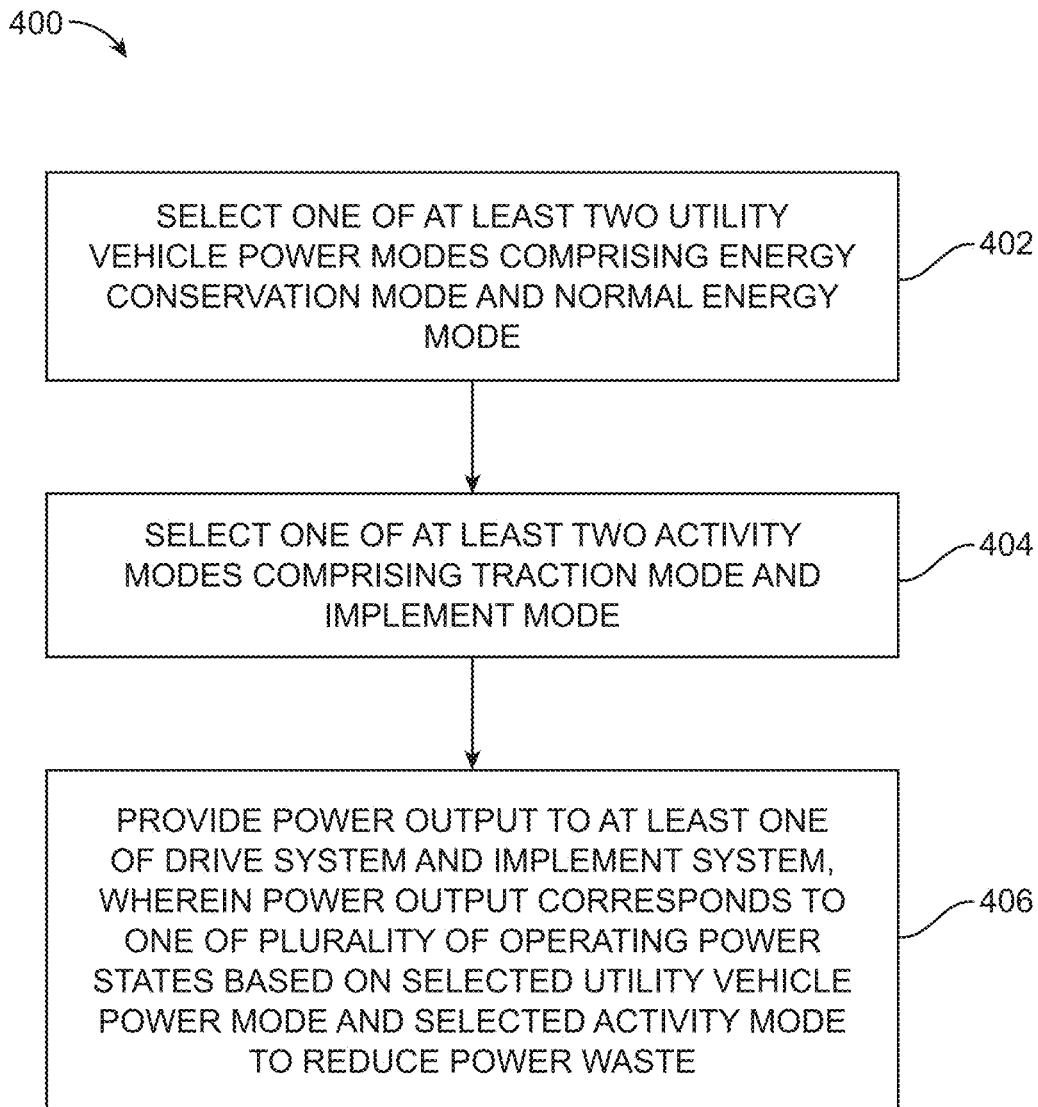 400
SELECT ONE OF AT LEAST TWO UTILITY
VEHICLE POWER MODES COMPRISING ENERGY
CONSERVATION MODE AND NORMAL ENERGY
MODE
402
SELECT ONE OF AT LEAST TWO ACTIVITY
MODES COMPRISING TRACTION MODE AND
IMPLEMENT MODE
404
PROVIDE POWER OUTPUT TO AT LEAST ONE
OF DRIVE SYSTEM AND IMPLEMENT SYSTEM,
WHEREIN POWER OUTPUT CORRESPONDS TO
ONE OF PLURALITY OF OPERATING POWER
STATES BASED ON SELECTED UTILITY VEHICLE
POWER MODE AND SELECTED ACTIVITY MODE
TO REDUCE POWER WASTE
406